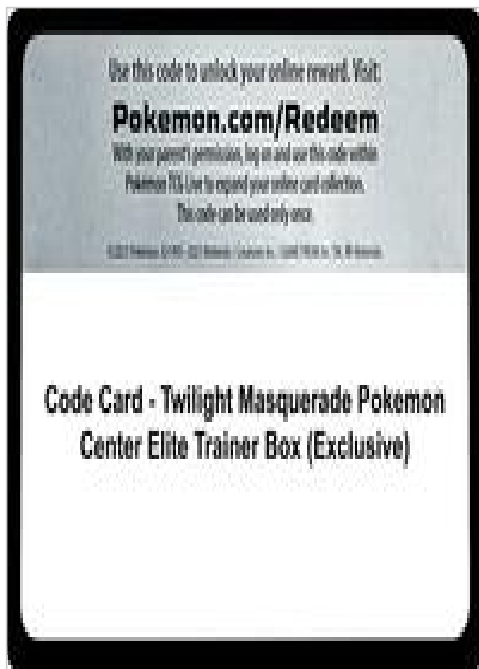 Use this code to unlock your online reward. Visit:
Pokemon.com/Redeem
With your parent's permission, log on and use this code within
Pokémon TCG Live to expand your online card collection.
This code can be used only once.
Code Card - Twilight Masquerade Pokemon
Center Elite Trainer Box (Exclusive)